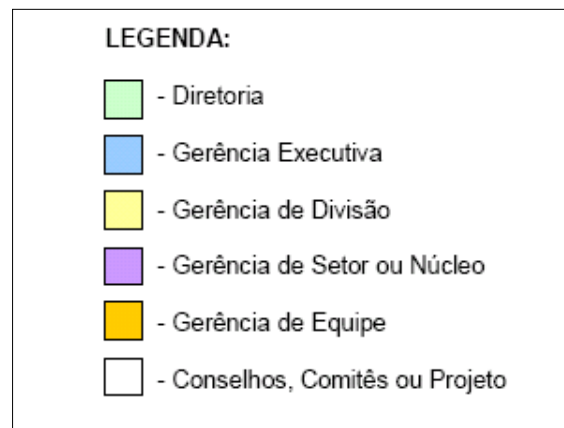 LEGENDA:
- Diretoria
- Gerência Executiva
- Gerência de Divisão
- Gerência de Setor ou Núcleo
- Gerência de Equipe
- Conselhos, Comitês ou Projeto